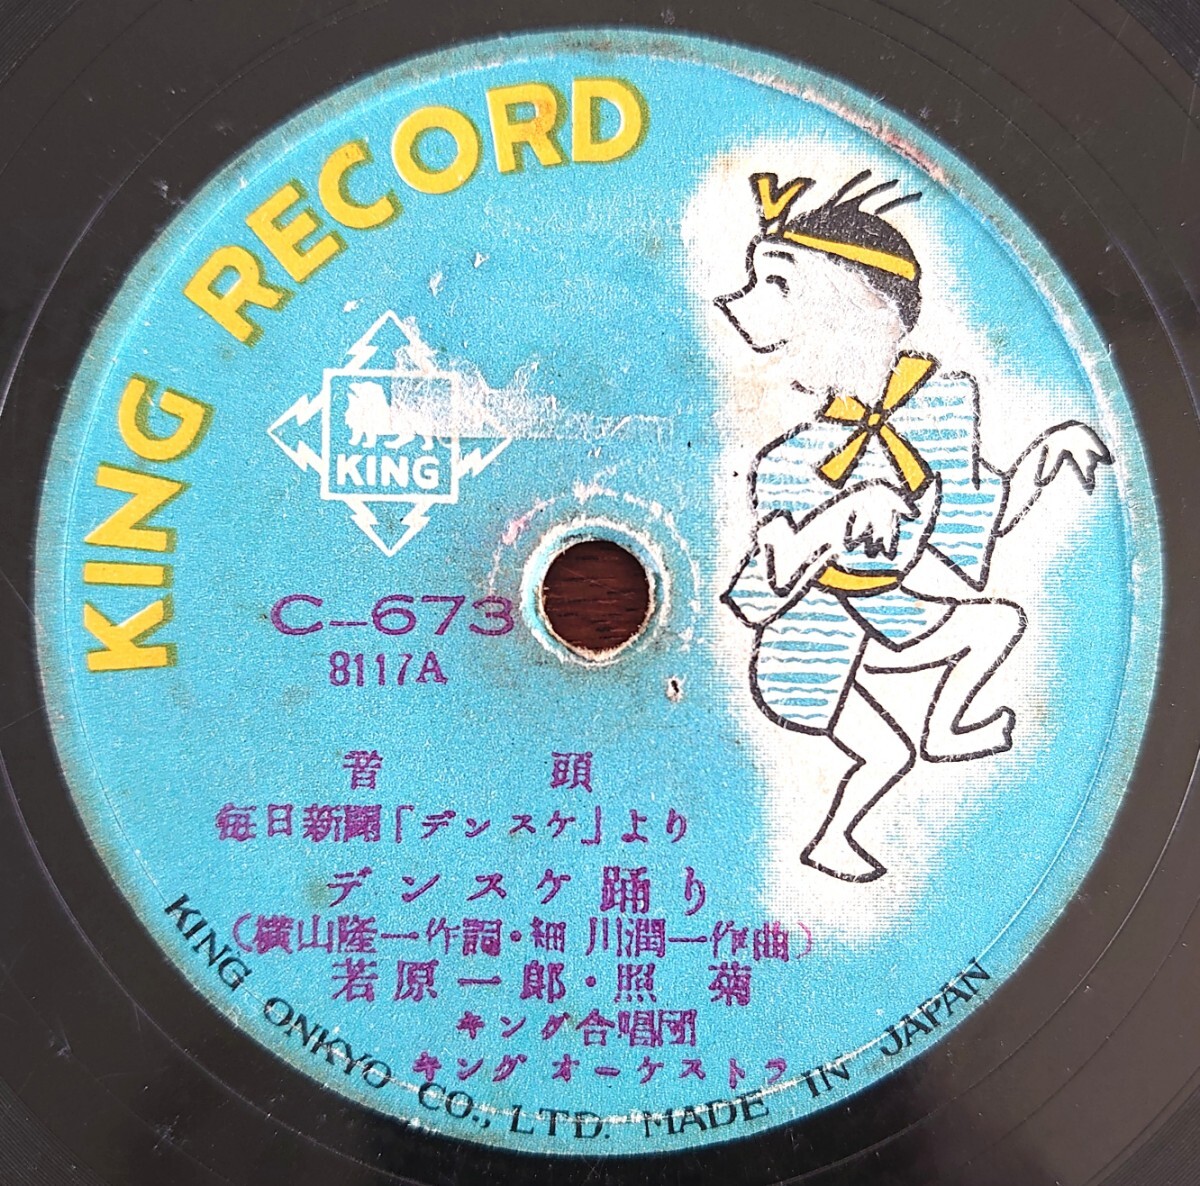 KING RECORD
KING
C-673
8117A
音頭
毎日新聞「デンスケ」より
デンスケ踊り
(横山隆一作詞・細川潤一作曲)
若原一郎・照菊
キング合唱団
キングオーケストラ
KING ONKYO CO., LTD. MADE IN JAPAN